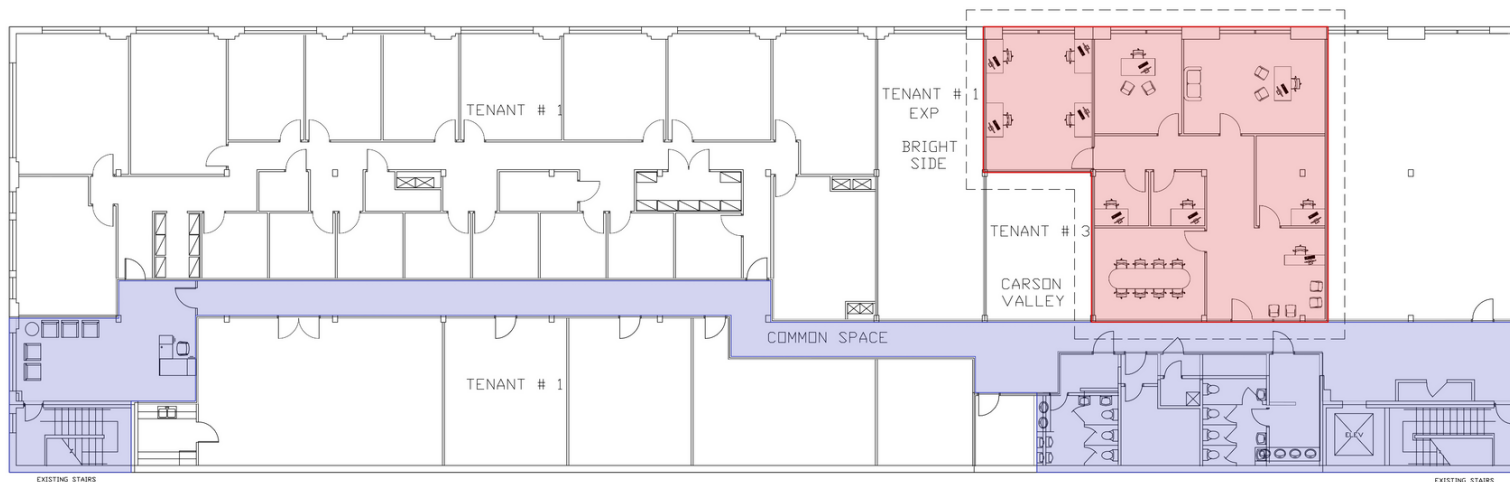 TENANT # 1
TENANT # 1
EXP
BRIGHT
SIDE
TENANT # 3
CARSON
VALLEY
COMMON SPACE
TENANT # 1
ELEV
EXISTING STAIRS
EXISTING STAIRS